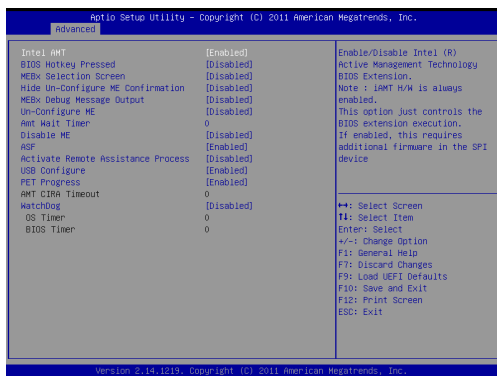 Aptio Setup Utility – Copyright (C) 2011 American Megatrends, Inc.
Advanced
Intel AMT [Enabled]
BIOS Hotkey Pressed [Disabled]
MEBx Selection Screen [Disabled]
Hide Un-Configure ME Confirmation [Disabled]
MEBx Debug Message Output [Disabled]
Un-Configure ME [Disabled]
Amt Wait Timer 0
Disable ME [Disabled]
ASF [Enabled]
Activate Remote Assistance Process [Disabled]
USB Configure [Enabled]
PET Progress [Enabled]
AMT CIRA Timeout 0
WatchDog [Disabled]
OS Timer 0
BIOS Timer 0
Enable/Disable Intel (R)
Active Management Technology
BIOS Extension.
Note : iAMT H/W is always
enabled.
This option just controls the
BIOS extension execution.
If enabled, this requires
additional firmware in the SPI
device
↔: Select Screen
↑↓: Select Item
Enter: Select
+/-: Change Option
F1: General Help
F7: Discard Changes
F9: Load UEFI Defaults
F10: Save and Exit
F12: Print Screen
ESC: Exit
Version 2.14.1219. Copyright (C) 2011 American Megatrends, Inc.